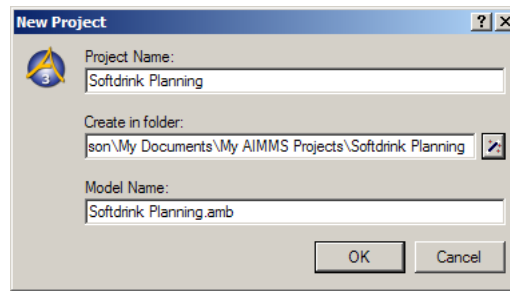 New Project
3
Project Name:
Softdrink Planning
Create in folder:
son\My Documents\My AIMMS Projects\Softdrink Planning
Model Name:
Softdrink Planning.amb
OK Cancel